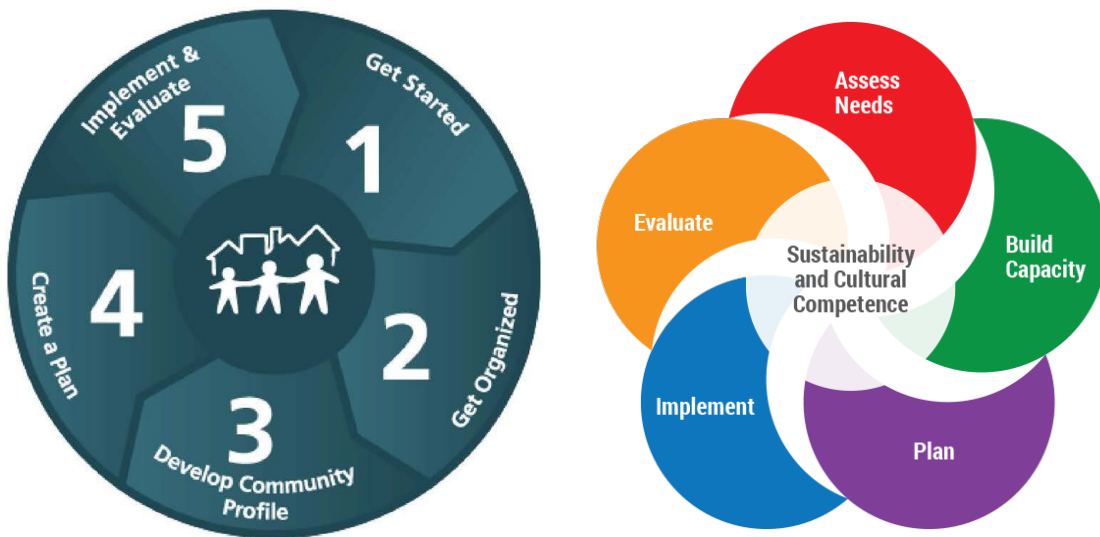 1
Get Started
2
Get Organized
3
Develop Community
Profile
4
Create a Plan
5
Implement &
Evaluate
Assess
Needs
Build
Capacity
Plan
Implement
Evaluate
Sustainability
and Cultural
Competence